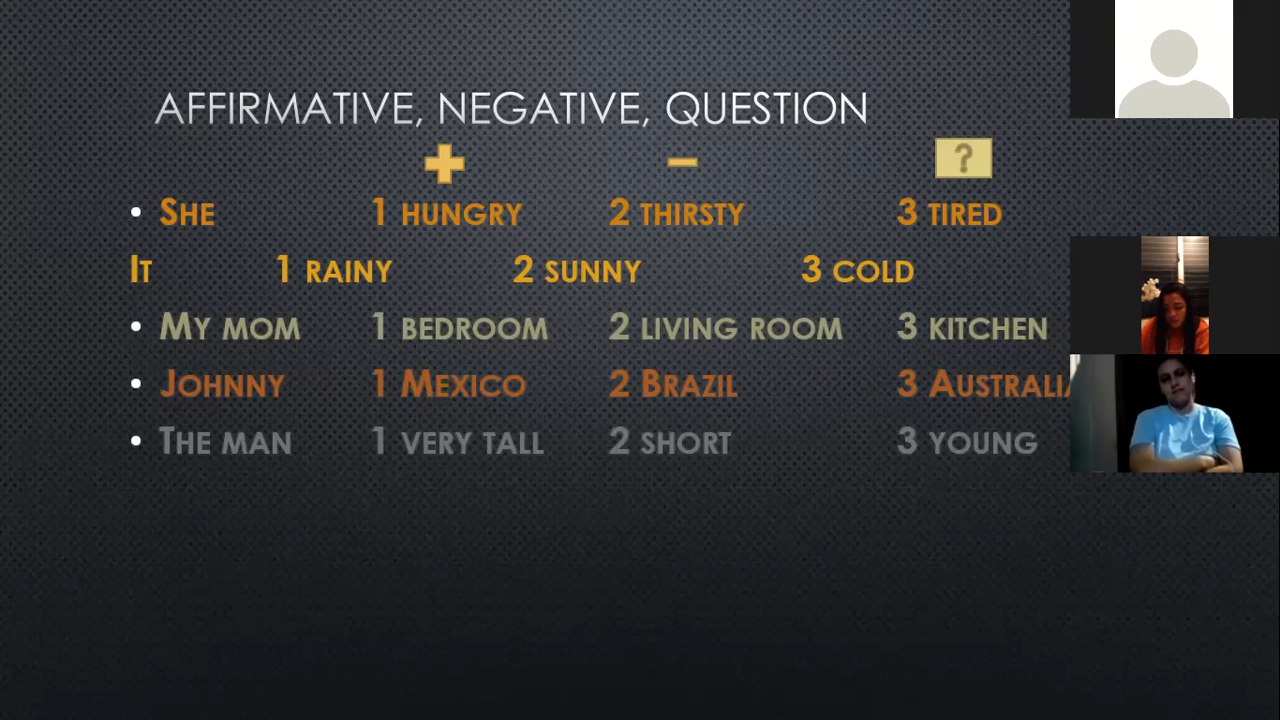 AFFIRMATIVE, NEGATIVE, QUESTION
+ − ?
• SHE 1 HUNGRY 2 THIRSTY 3 TIRED
IT 1 RAINY 2 SUNNY 3 COLD
• MY MOM 1 BEDROOM 2 LIVING ROOM 3 KITCHEN
• JOHNNY 1 MEXICO 2 BRAZIL 3 AUSTRALIA
• THE MAN 1 VERY TALL 2 SHORT 3 YOUNG